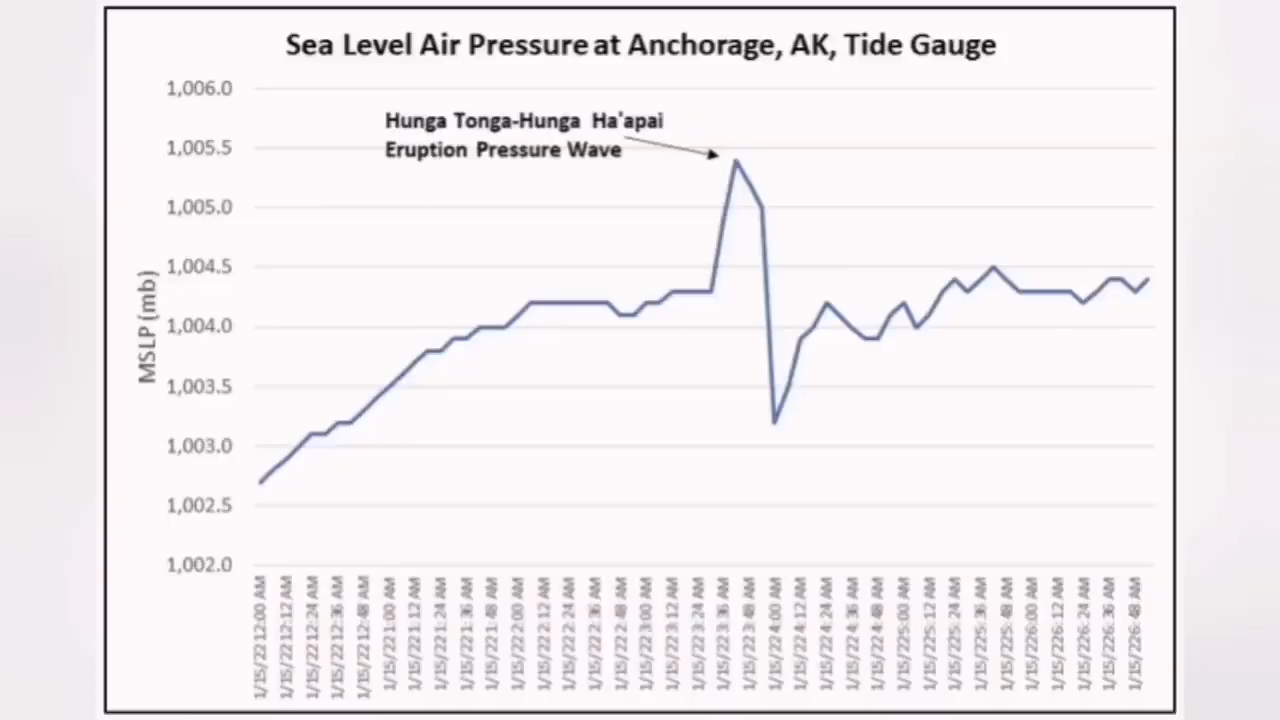 Sea Level Air Pressure at Anchorage, AK, Tide Gauge
1,006.0
Hunga Tonga-Hunga Ha'apai
Eruption Pressure Wave
1,005.5
1,005.0
1,004.5
1,004.0
1,003.5
1,003.0
1,002.5
1,002.0
MSLP (mb)
1/15/22 12:00 AM
1/15/22 12:12 AM
1/15/22 12:24 AM
1/15/22 12:36 AM
1/15/22 12:48 AM
1/15/22 1:00 AM
1/15/22 1:12 AM
1/15/22 1:24 AM
1/15/22 1:36 AM
1/15/22 1:48 AM
1/15/22 2:00 AM
1/15/22 2:12 AM
1/15/22 2:24 AM
1/15/22 2:36 AM
1/15/22 2:48 AM
1/15/22 3:00 AM
1/15/22 3:12 AM
1/15/22 3:24 AM
1/15/22 3:36 AM
1/15/22 3:48 AM
1/15/22 4:00 AM
1/15/22 4:12 AM
1/15/22 4:24 AM
1/15/22 4:36 AM
1/15/22 4:48 AM
1/15/22 5:00 AM
1/15/22 5:12 AM
1/15/22 5:24 AM
1/15/22 5:36 AM
1/15/22 5:48 AM
1/15/22 6:00 AM
1/15/22 6:12 AM
1/15/22 6:24 AM
1/15/22 6:36 AM
1/15/22 6:48 AM